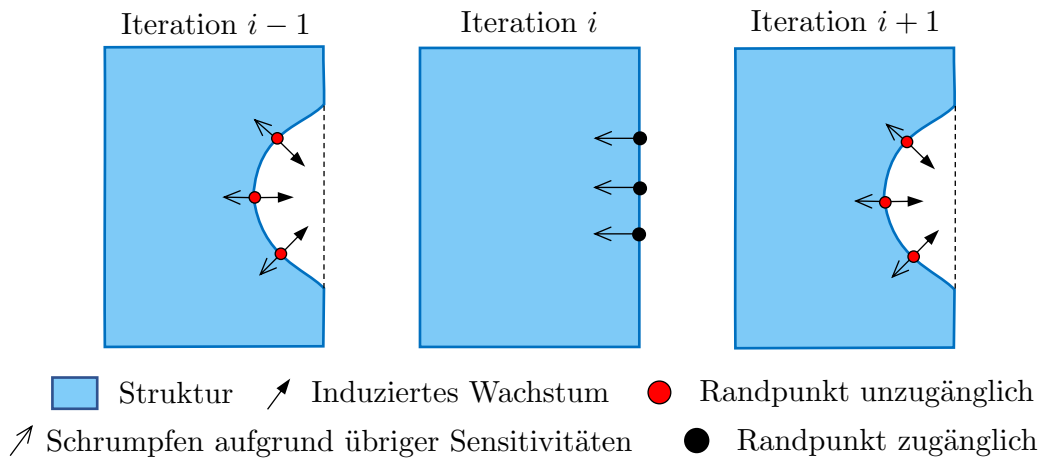 Iteration i − 1 Iteration i Iteration i + 1
Struktur Induziertes Wachstum Randpunkt unzugänglich
Schrumpfen aufgrund übriger Sensitivitäten Randpunkt zugänglich